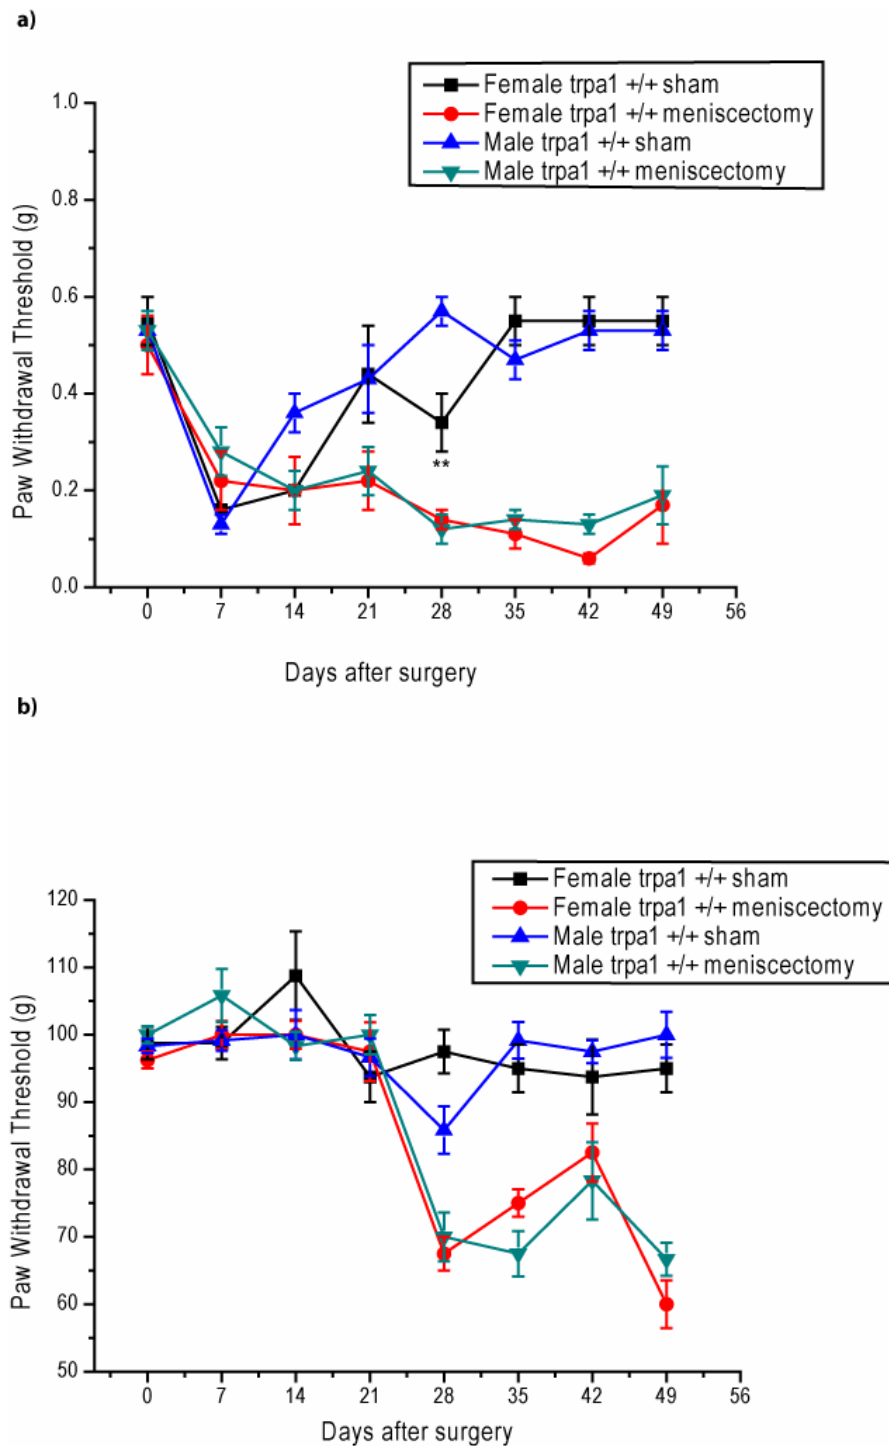 a)
Female trpa1 +/+ sham
Female trpa1 +/+ meniscectomy
Male trpa1 +/+ sham
Male trpa1 +/+ meniscectomy
Paw Withdrawal Threshold (g)
1.0
0.8
0.6
0.4
0.2
0.0
**
0 7 14 21 28 35 42 49 56
Days after surgery
b)
Female trpa1 +/+ sham
Female trpa1 +/+ meniscectomy
Male trpa1 +/+ sham
Male trpa1 +/+ meniscectomy
Paw Withdrawal Threshold (g)
120
110
100
90
80
70
60
50
0 7 14 21 28 35 42 49 56
Days after surgery